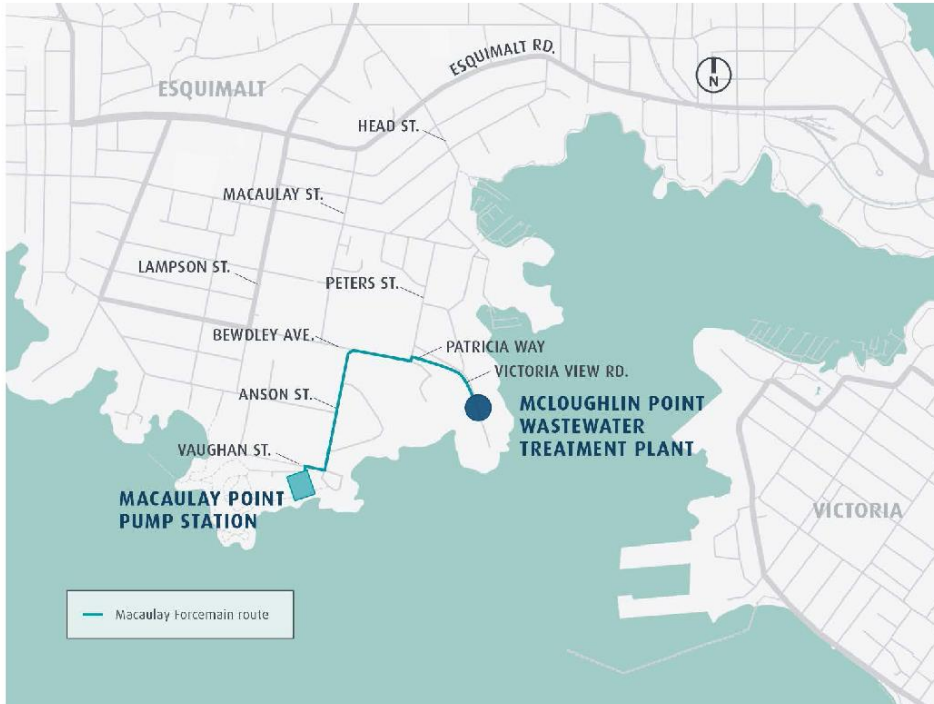 ESQUIMALT RD.
N
ESQUIMALT
HEAD ST.
MACAULAY ST.
LAMPSON ST.
PETERS ST.
BEWDLEY AVE.
PATRICIA WAY
VICTORIA VIEW RD.
ANSON ST.
MCLOUGHLIN POINT
WASTEWATER
TREATMENT PLANT
VAUGHAN ST.
MACAULAY POINT
PUMP STATION
VICTORIA
Macaulay Forcemain route